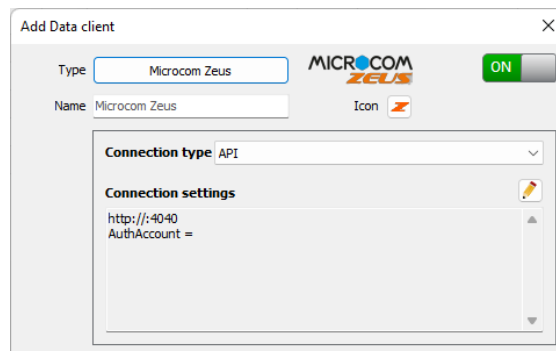 Add Data client
Type Microcom Zeus
MICROCOM
ZEUS
ON
Name Microcom Zeus
Icon
Connection type API
Connection settings
http://:4040
AuthAccount =